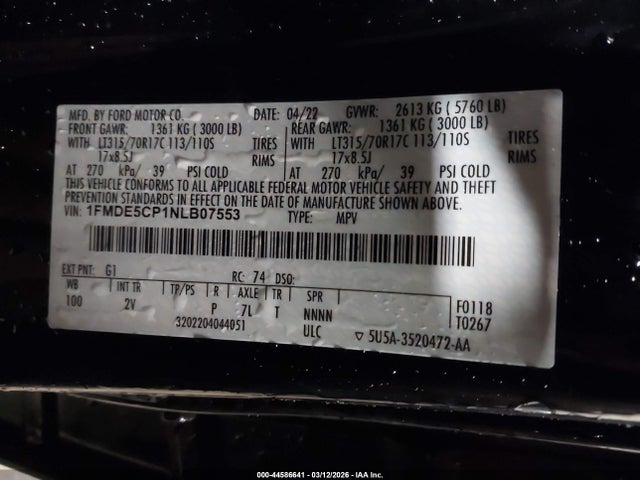 MFD. BY FORD MOTOR CO. DATE: 04/22 GVWR: 2613 KG ( 5760 LB)
FRONT GAWR: 1361 KG ( 3000 LB) REAR GAWR: 1361 KG ( 3000 LB)
WITH LT315/70R17C 113/110S TIRES WITH LT315/70R17C 113/110S TIRES
17x8.5J RIMS 17x8.5J RIMS
AT 270 kPa/ 39 PSI COLD AT 270 kPa/ 39 PSI COLD
THIS VEHICLE CONFORMS TO ALL APPLICABLE FEDERAL MOTOR VEHICLE SAFETY AND THEFT
PREVENTION STANDARDS IN EFFECT ON THE DATE OF MANUFACTURE SHOWN ABOVE.
VIN: 1FMDE5CP1NLB07553 TYPE: MPV
EXT PNT: G1 RC: 74 DSO:
WB INT TR TP/PS R AXLE TR SPR F0118
100 2V P 7L T NNNN T0267
3202204044051 ULC 5U5A-3520472-AA
000-44586641 - 03/12/2026 - IAA Inc.